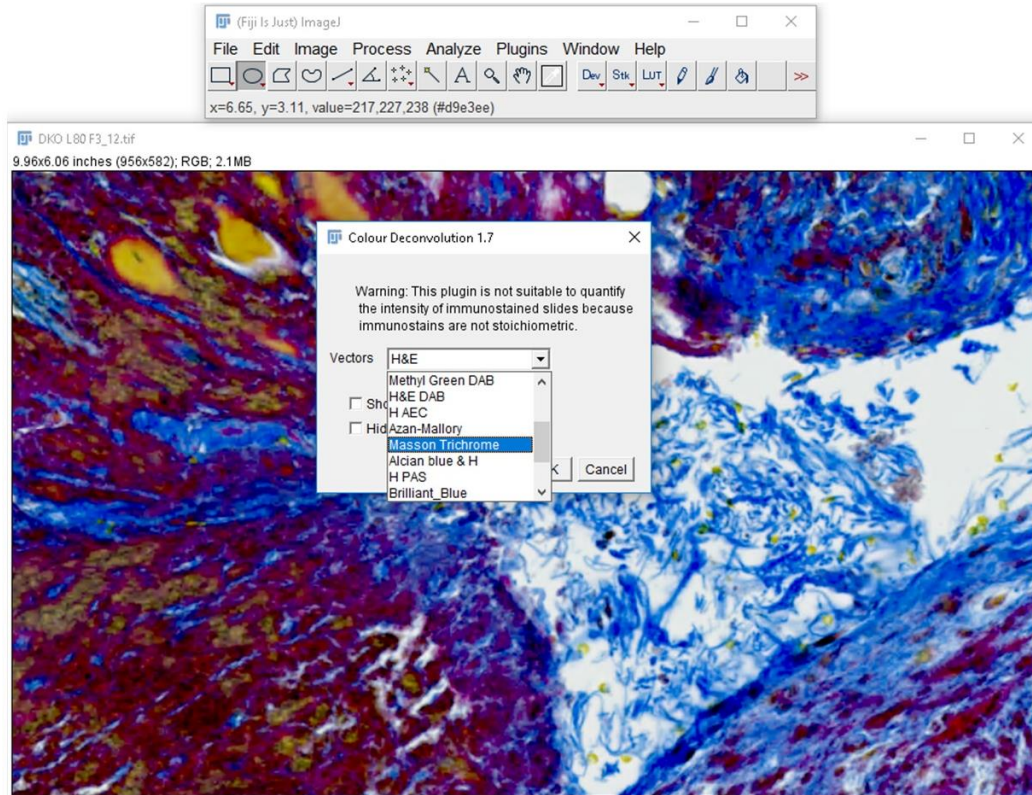 (Fiji Is Just) ImageJ
File Edit Image Process Analyze Plugins Window Help
A Dev Stk LUT >>
x=6.65, y=3.11, value=217,227,238 (#d9e3ee)
DKO L80 F3_12.tif
9.96x6.06 inches (956x582); RGB; 2.1MB
Colour Deconvolution 1.7
Warning: This plugin is not suitable to quantify
the intensity of immunostained slides because
immunostains are not stoichiometric.
Vectors H&E
Methyl Green DAB
Sho H&E DAB
H AEC
Hid Azan-Mallory
Masson Trichrome
Alcian blue & H
K Cancel
H PAS
Brilliant_Blue